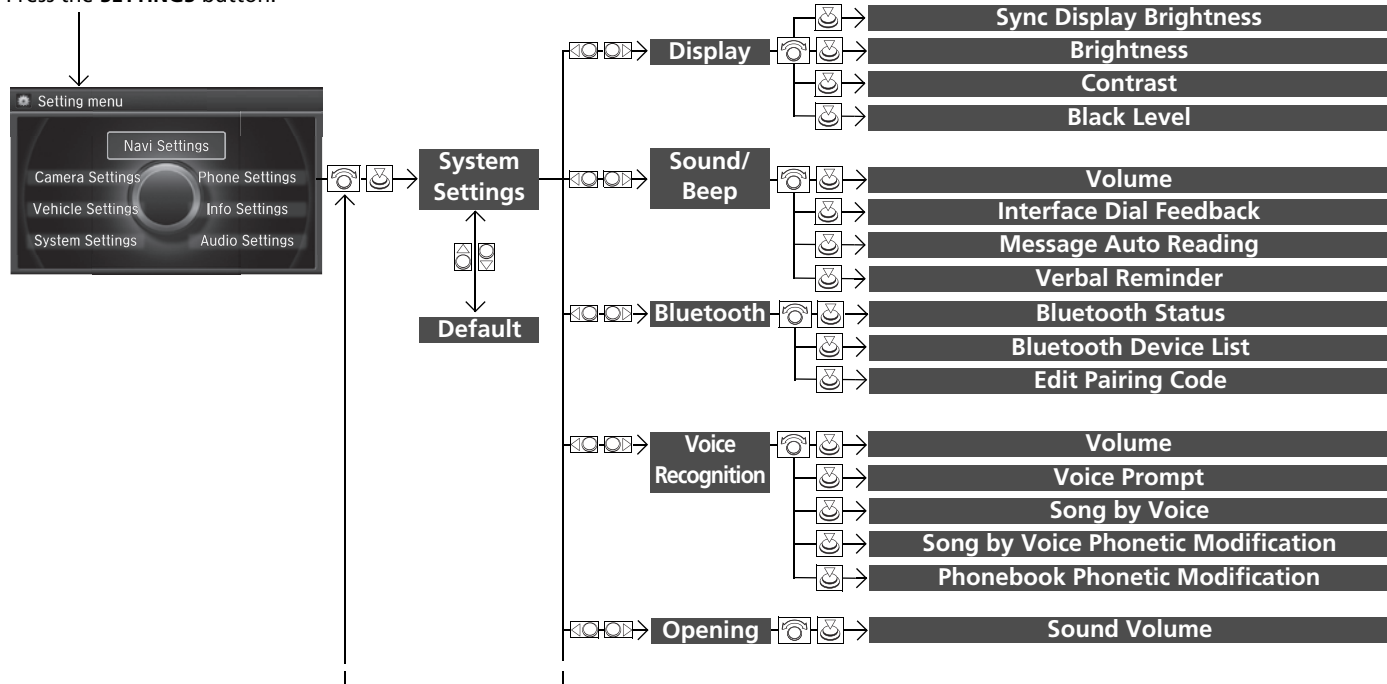 Press the SETTINGS button.
Setting menu
Navi Settings
Camera Settings
Phone Settings
Vehicle Settings
Info Settings
System Settings
Audio Settings
System
Settings
Default
Display
Sync Display Brightness
Brightness
Contrast
Black Level
Sound/
Beep
Volume
Interface Dial Feedback
Message Auto Reading
Verbal Reminder
Bluetooth
Bluetooth Status
Bluetooth Device List
Edit Pairing Code
Voice
Recognition
Volume
Voice Prompt
Song by Voice
Song by Voice Phonetic Modification
Phonebook Phonetic Modification
Opening
Sound Volume